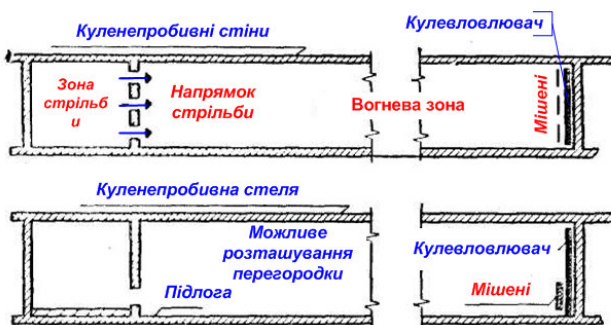 Куленепробивні стіни
Кулевловлювач
Зона
стрільб
и
Напрямок
стрільби
Вогнева зона
Мішені
Куленепробивна стеля
Можливе
розташування
перегородки
Кулевловлювач
Підлога
Мішені